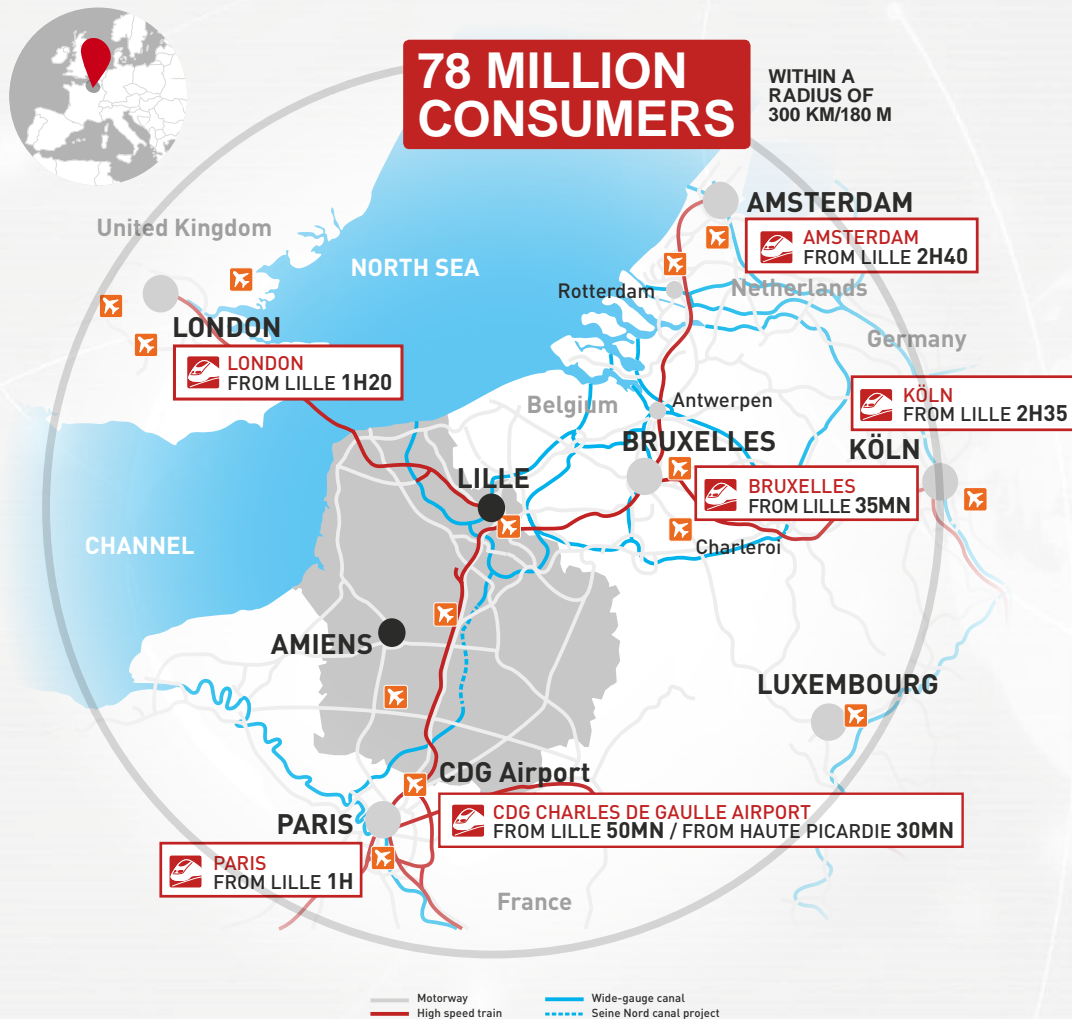 78 MILLION
CONSUMERS
WITHIN A
RADIUS OF
300 KM/180 M
United Kingdom
NORTH SEA
AMSTERDAM
AMSTERDAM
FROM LILLE 2H40
Rotterdam
Netherlands
LONDON
LONDON
FROM LILLE 1H20
Germany
KÖLN
FROM LILLE 2H35
KÖLN
Belgium
Antwerpen
BRUXELLES
BRUXELLES
FROM LILLE 35MN
LILLE
Charleroi
CHANNEL
AMIENS
LUXEMBOURG
CDG Airport
CDG CHARLES DE GAULLE AIRPORT
FROM LILLE 50MN / FROM HAUTE PICARDIE 30MN
PARIS
PARIS
FROM LILLE 1H
France
Motorway
High speed train
Wide-gauge canal
Seine Nord canal project